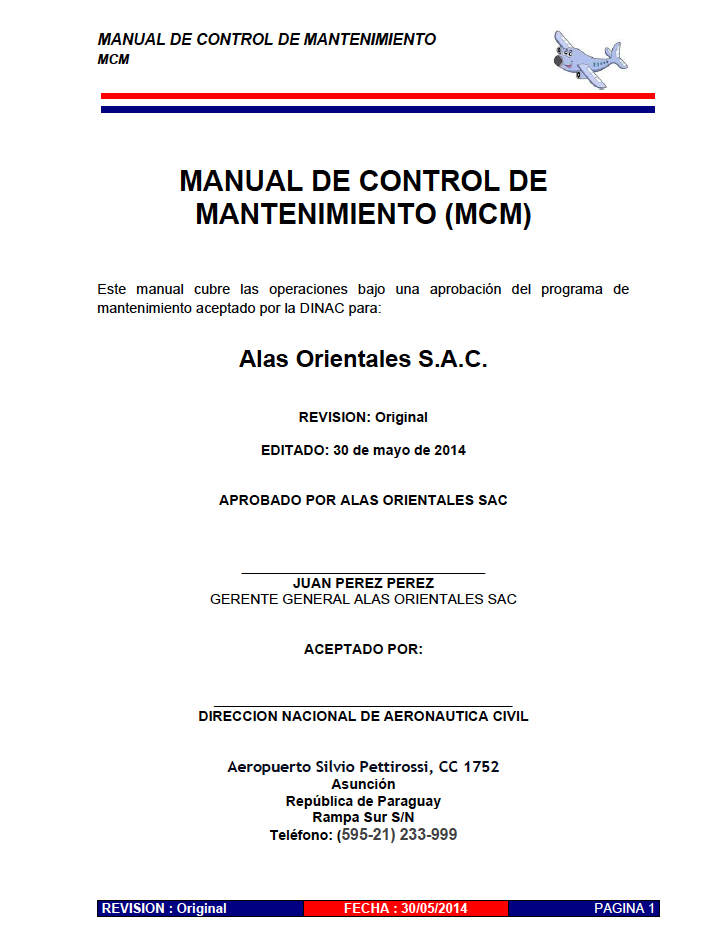 MANUAL DE CONTROL DE MANTENIMIENTO
MCM
MANUAL DE CONTROL DE
MANTENIMIENTO (MCM)
Este manual cubre las operaciones bajo una aprobación del programa de
mantenimiento aceptado por la DINAC para:
Alas Orientales S.A.C.
REVISION: Original
EDITADO: 30 de mayo de 2014
APROBADO POR ALAS ORIENTALES SAC
JUAN PEREZ PEREZ
GERENTE GENERAL ALAS ORIENTALES SAC
ACEPTADO POR:
DIRECCION NACIONAL DE AERONAUTICA CIVIL
Aeropuerto Silvio Pettirossi, CC 1752
Asunción
República de Paraguay
Rampa Sur S/N
Teléfono: (595-21) 233-999
REVISION : Original FECHA : 30/05/2014 PAGINA 1